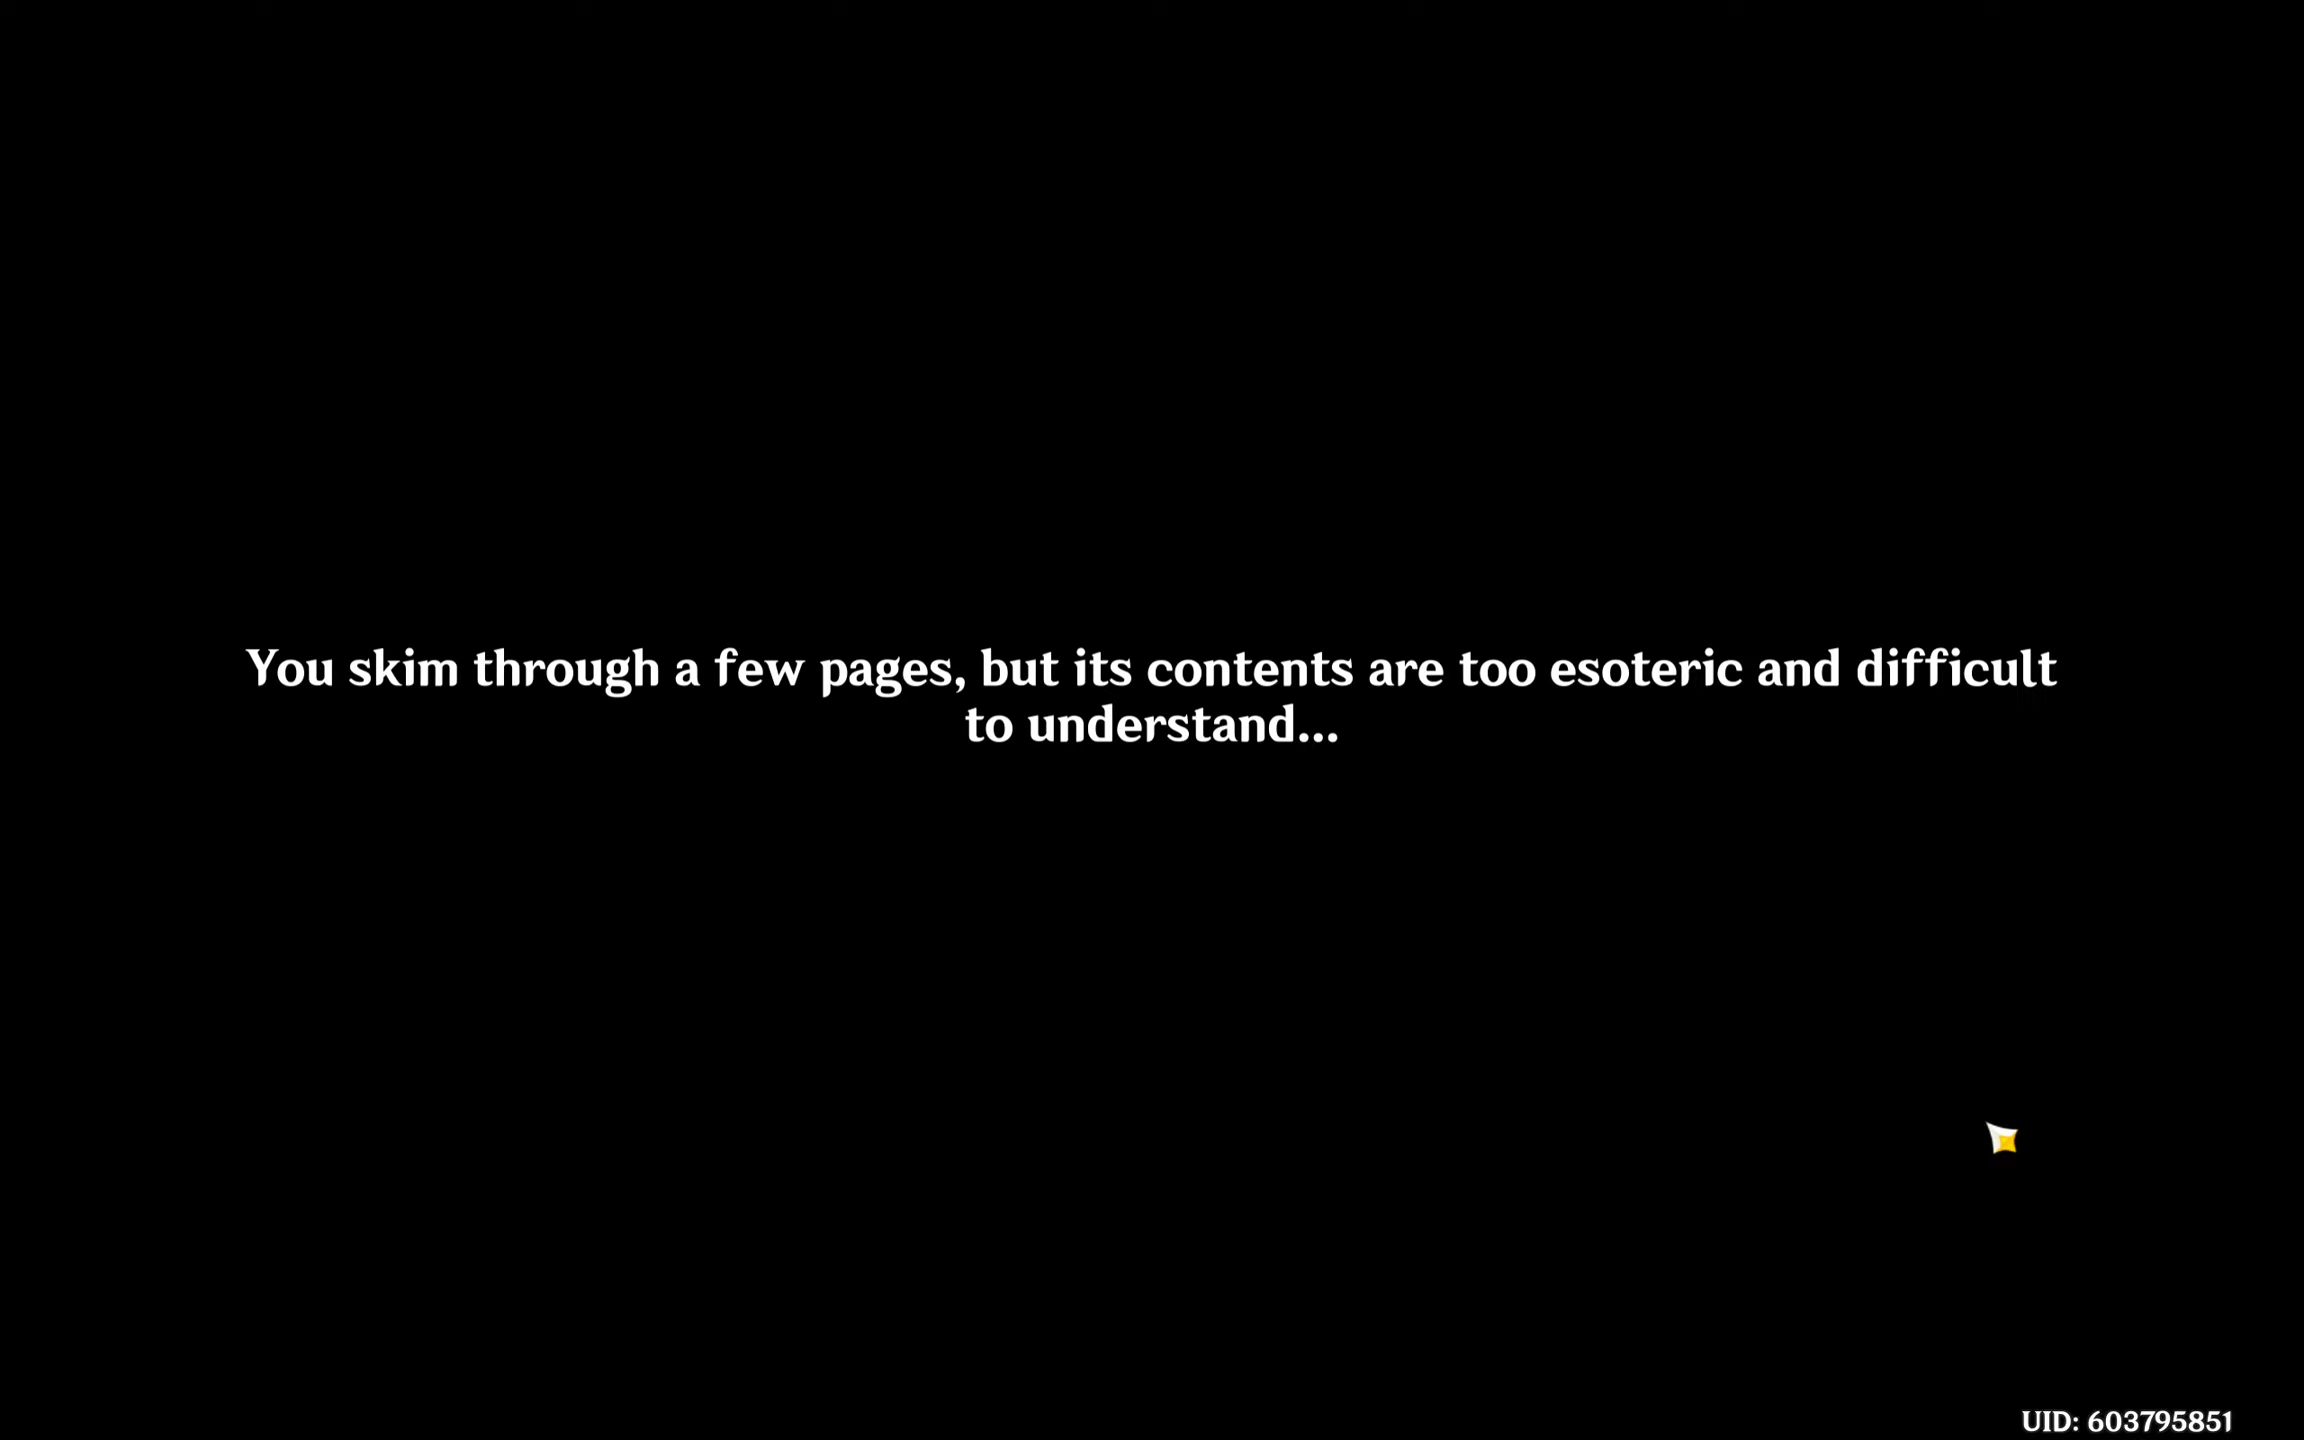 You skim through a few pages, but its contents are too esoteric and difficult
to understand...
UID: 603795851